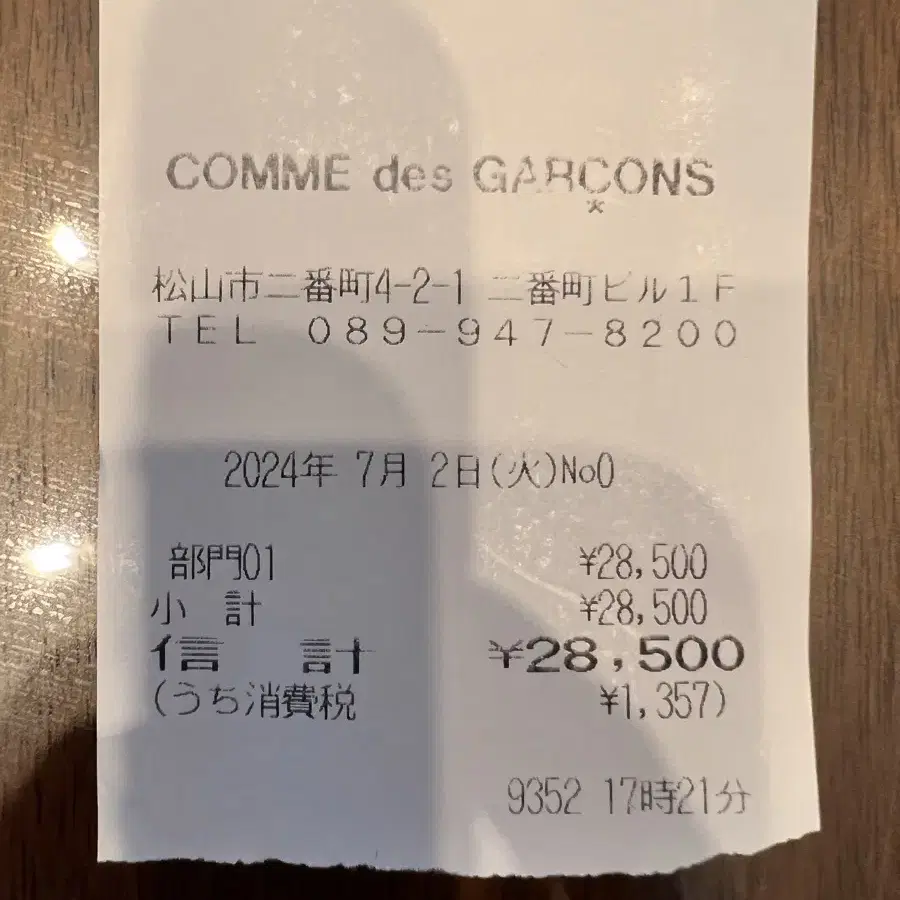 COMME des GARÇONS
*
松山市二番町4-2-1 二番町ビル1F
TEL 089-947-8200
2024年 7月 2日(火)No0
部門01 ¥28,500
小 計 ¥28,500
信 計 ¥28,500
(うち消費税 ¥1,357)
9352 17時21分